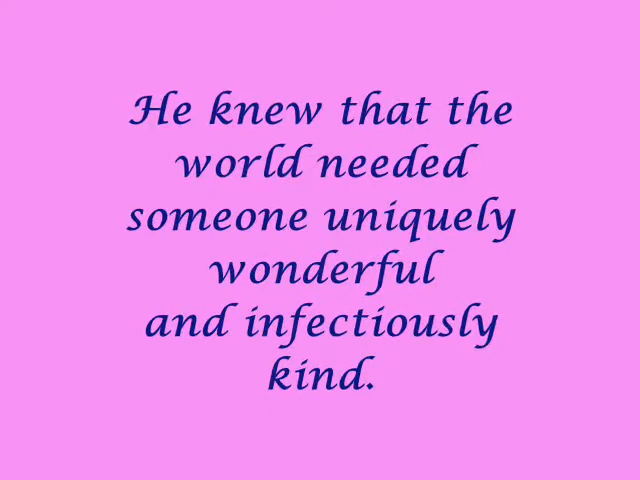 He knew that the
world needed
someone uniquely
wonderful
and infectiously
kind.